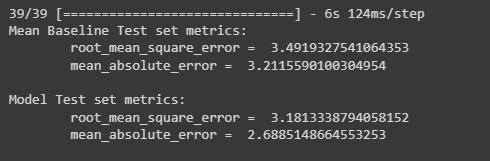 39/39 [==============================] - 6s 124ms/step
Mean Baseline Test set metrics:
root_mean_square_error =  3.4919327541064353
mean_absolute_error =  3.2115590100304954
Model Test set metrics:
root_mean_square_error =  3.1813338794058152
mean_absolute_error =  2.6885148664553253